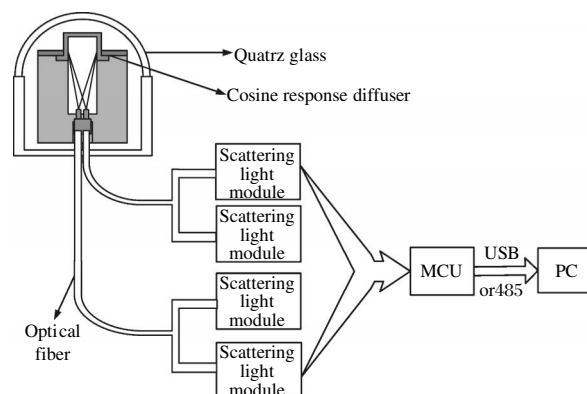 Quatrz glass
Cosine response diffuser
Scattering
light
module
Scattering
light
module
Scattering
light
module
Scattering
light
module
MCU
USB
or485
PC
Optical
fiber